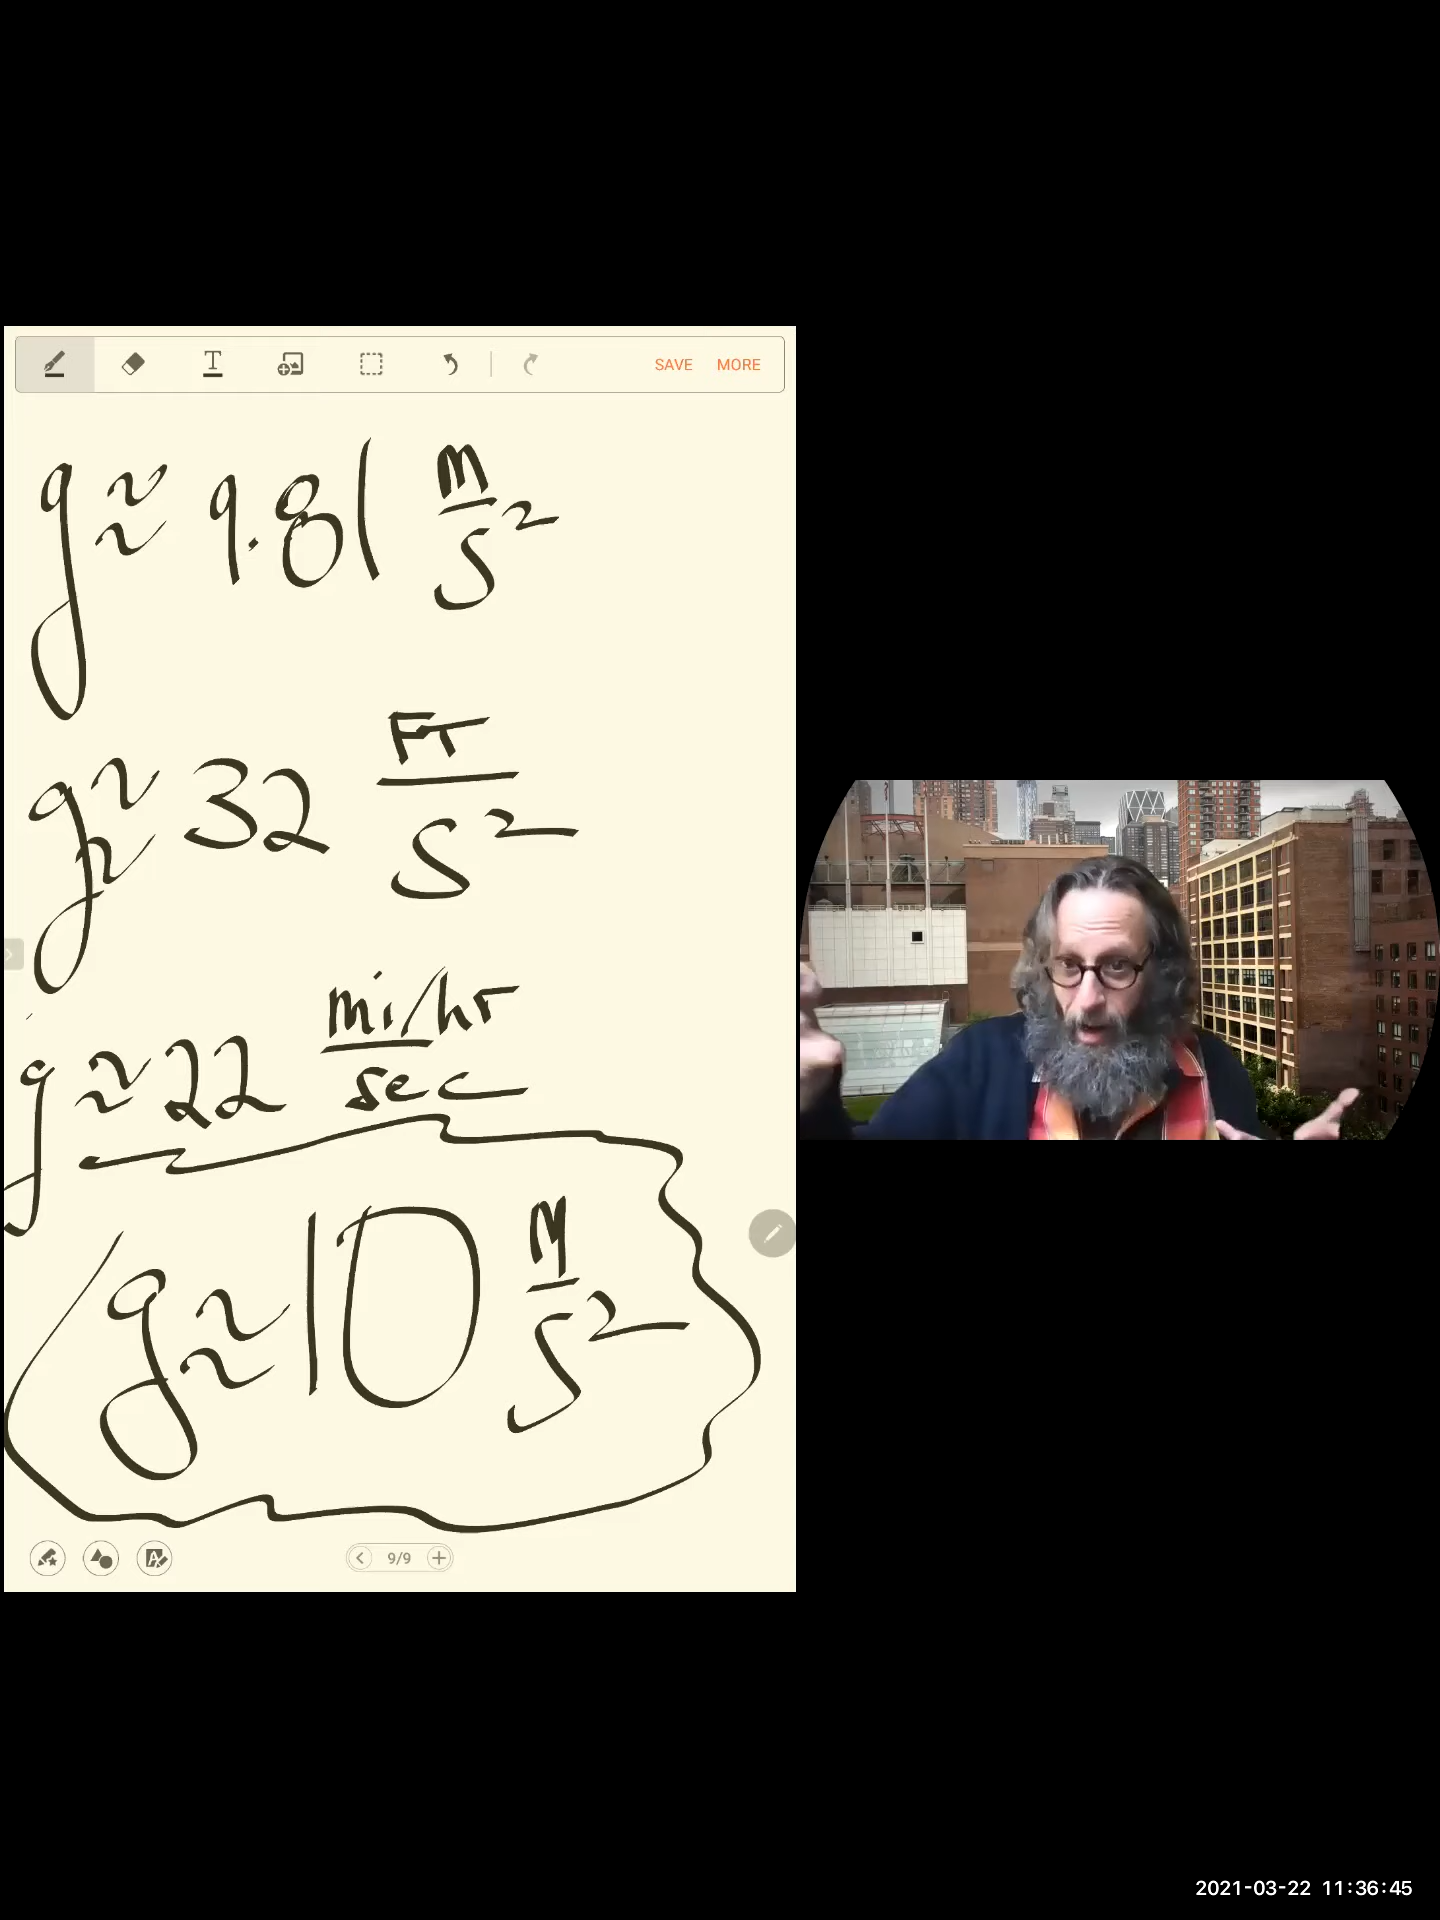 T SAVE MORE
g ≈ 9.81 m/s²
g ≈ 32 FT/s²
g ≈ 22 mi/hr/sec
g ≈ 10 m/s²
A 9/9
2021-03-22 11:36:45